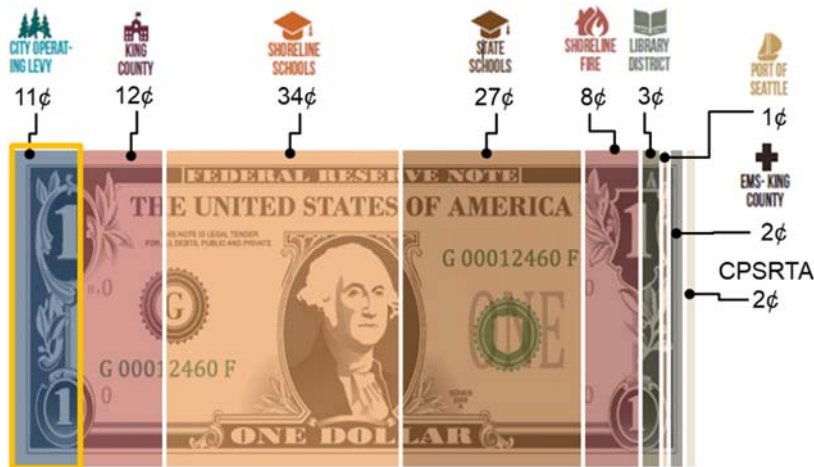 CITY OPERAT-
ING LEVY
11¢
KING
COUNTY
12¢
SHORELINE
SCHOOLS
34¢
STATE
SCHOOLS
27¢
SHORELINE
FIRE
8¢
LIBRARY
DISTRICT
3¢
PORT OF
SEATTLE
1¢
EMS- KING
COUNTY
2¢
CPSRTA
2¢
FEDERAL RESERVE NOTE
THE UNITED STATES OF AMERICA
THIS NOTE IS LEGAL TENDER
FOR ALL DEBTS, PUBLIC AND PRIVATE
1
1
G 00012460 F
G
ONE
G 00012460 F
1
1
ONE DOLLAR